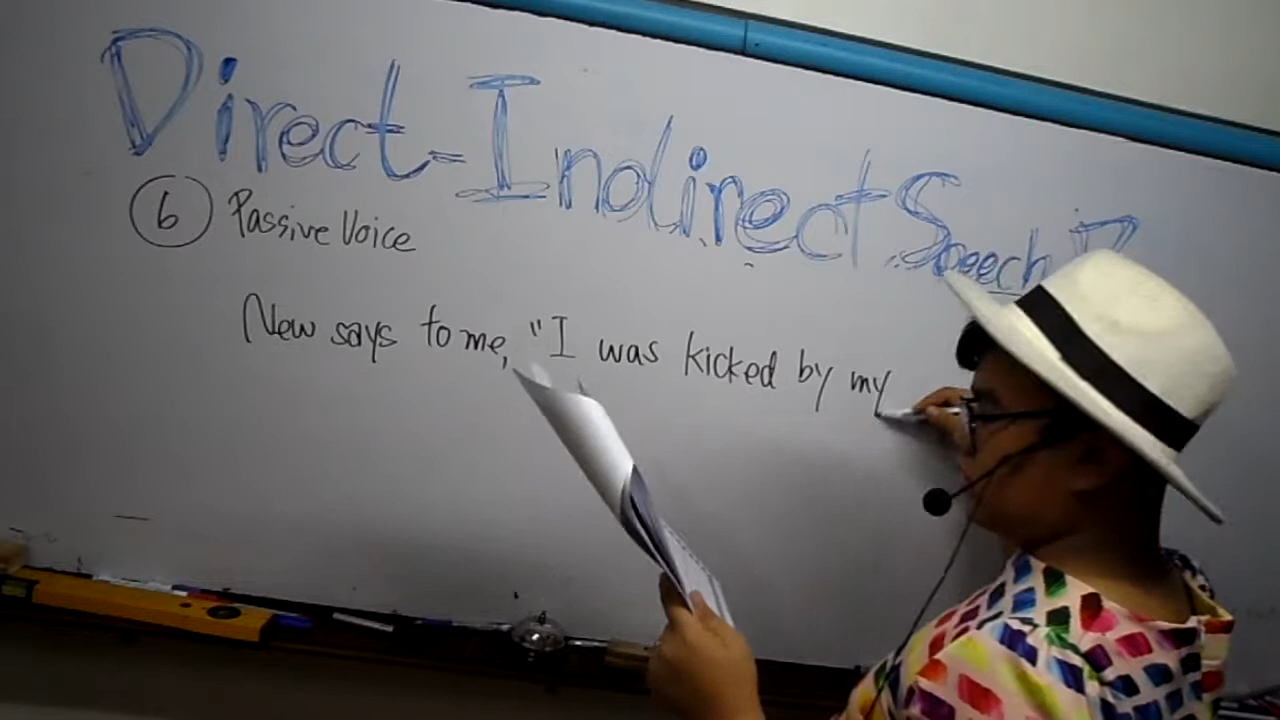 Direct-Indirect Speech
⑥ Passive Voice
New says to me, "I was kicked by my